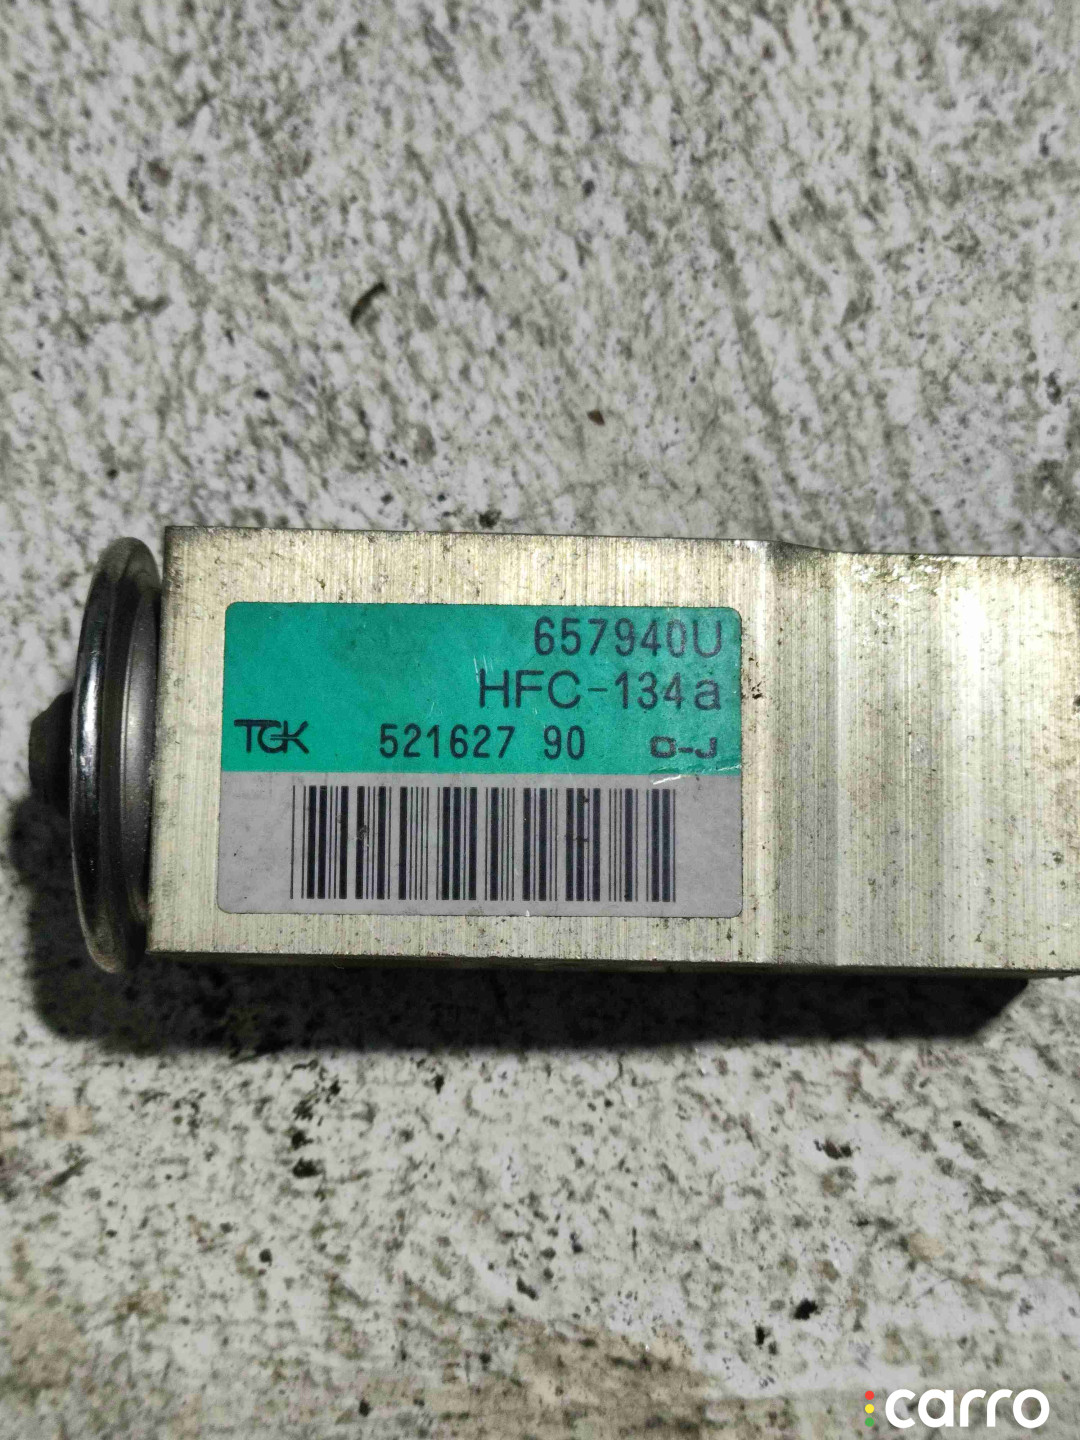 657940U
HFC-134a
TGK 521627 90 O-J
carro